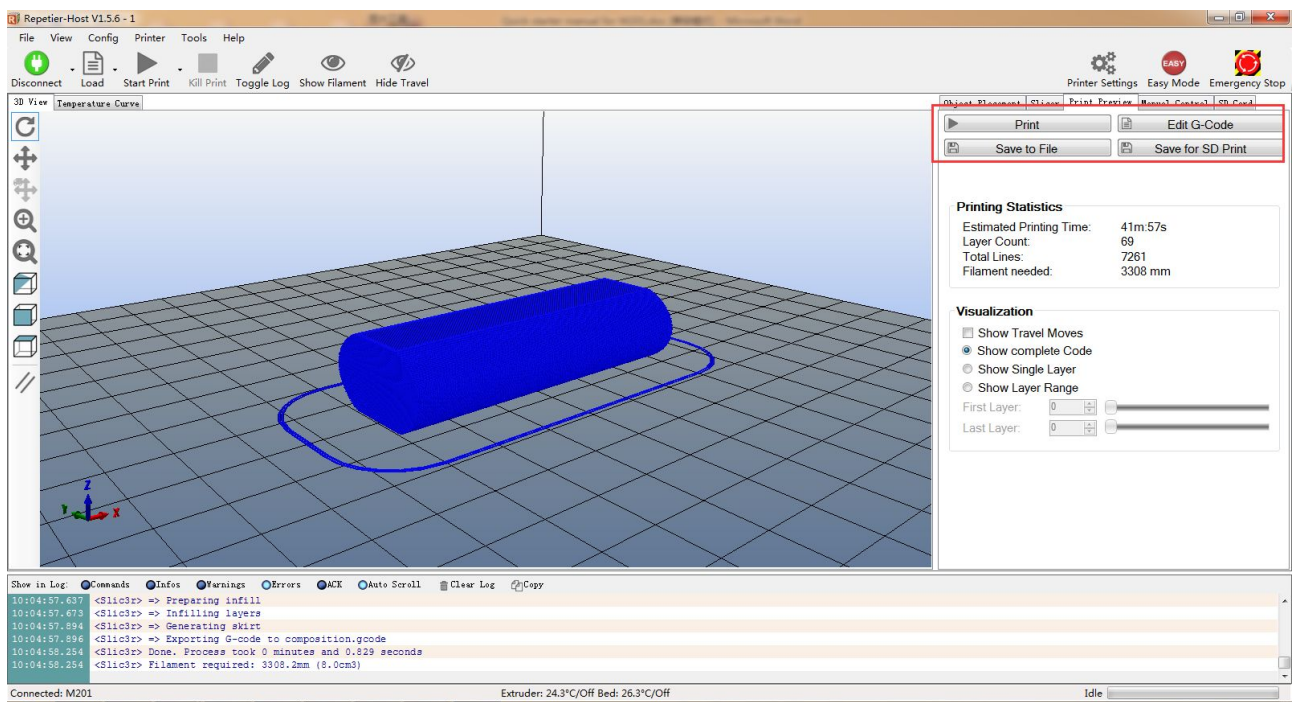 Repetier-Host V1.5.6 - 1
File View Config Printer Tools Help
Disconnect Load Start Print Kill Print Toggle Log Show Filament Hide Travel Printer Settings Easy Mode Emergency Stop
EASY
3D View Temperature Curve
Object Placement Slicer Print Preview Manual Control SD Card
Print Edit G-Code
Save to File Save for SD Print
Printing Statistics
Estimated Printing Time: 41m:57s
Layer Count: 69
Total Lines: 7261
Filament needed: 3308 mm
Visualization
Show Travel Moves
Show complete Code
Show Single Layer
Show Layer Range
First Layer: 0
Last Layer: 0
Z
Y X
Show in Log: Commands Infos Warnings Errors ACK Auto Scroll Clear Log Copy
10:04:57.637 <Slic3r> => Preparing infill
10:04:57.673 <Slic3r> => Infilling layers
10:04:57.894 <Slic3r> => Generating skirt
10:04:57.896 <Slic3r> => Exporting G-code to composition.gcode
10:04:58.254 <Slic3r> Done. Process took 0 minutes and 0.829 seconds
10:04:58.254 <Slic3r> Filament required: 3308.2mm (8.0cm3)
Connected: M201 Extruder: 24.3°C/Off Bed: 26.3°C/Off Idle